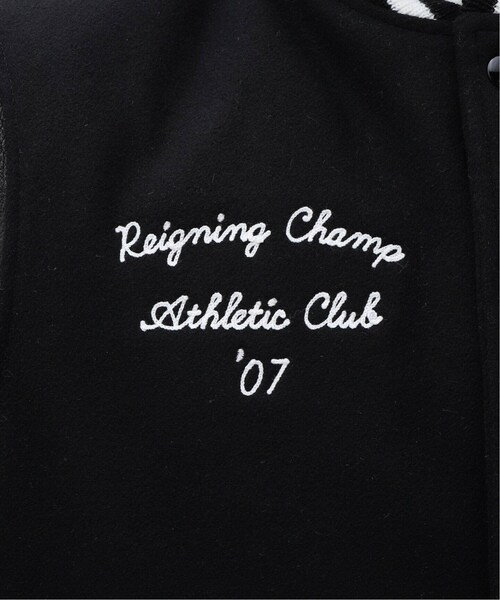 Reigning Champ
Athletic Club
'07